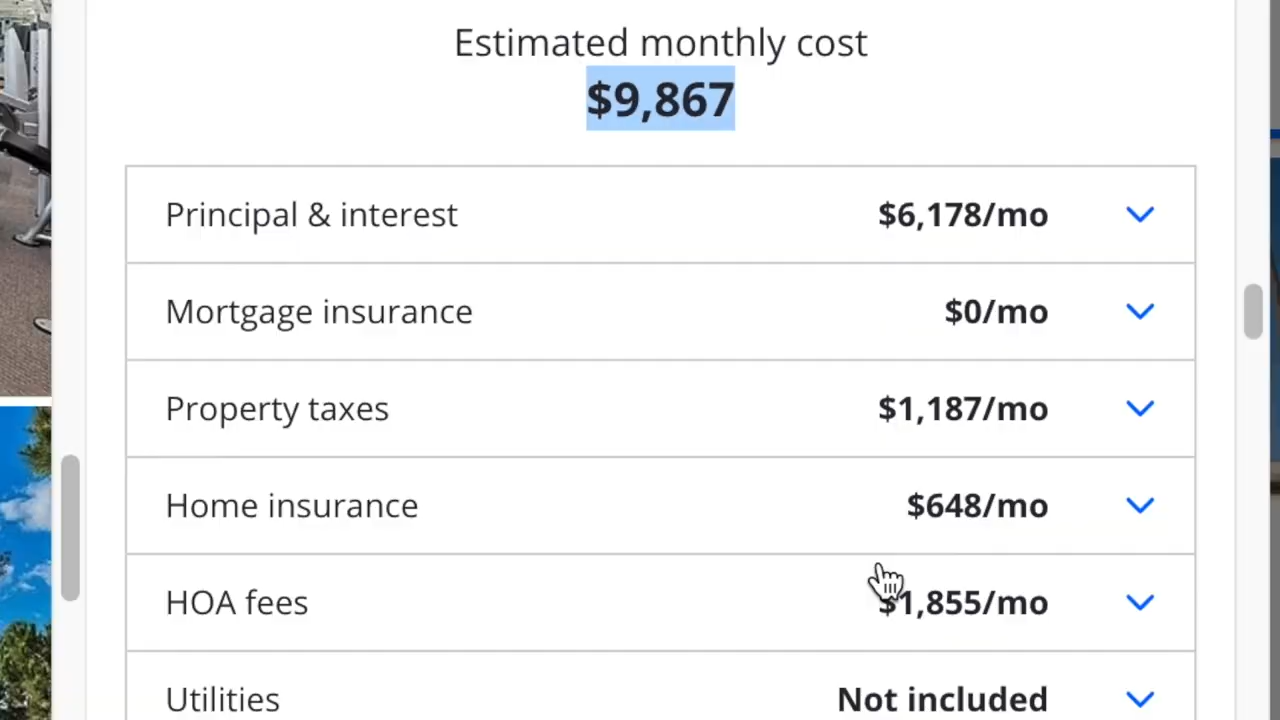 Estimated monthly cost
$9,867
Principal & interest $6,178/mo
Mortgage insurance $0/mo
Property taxes $1,187/mo
Home insurance $648/mo
HOA fees $1,855/mo
Utilities Not included